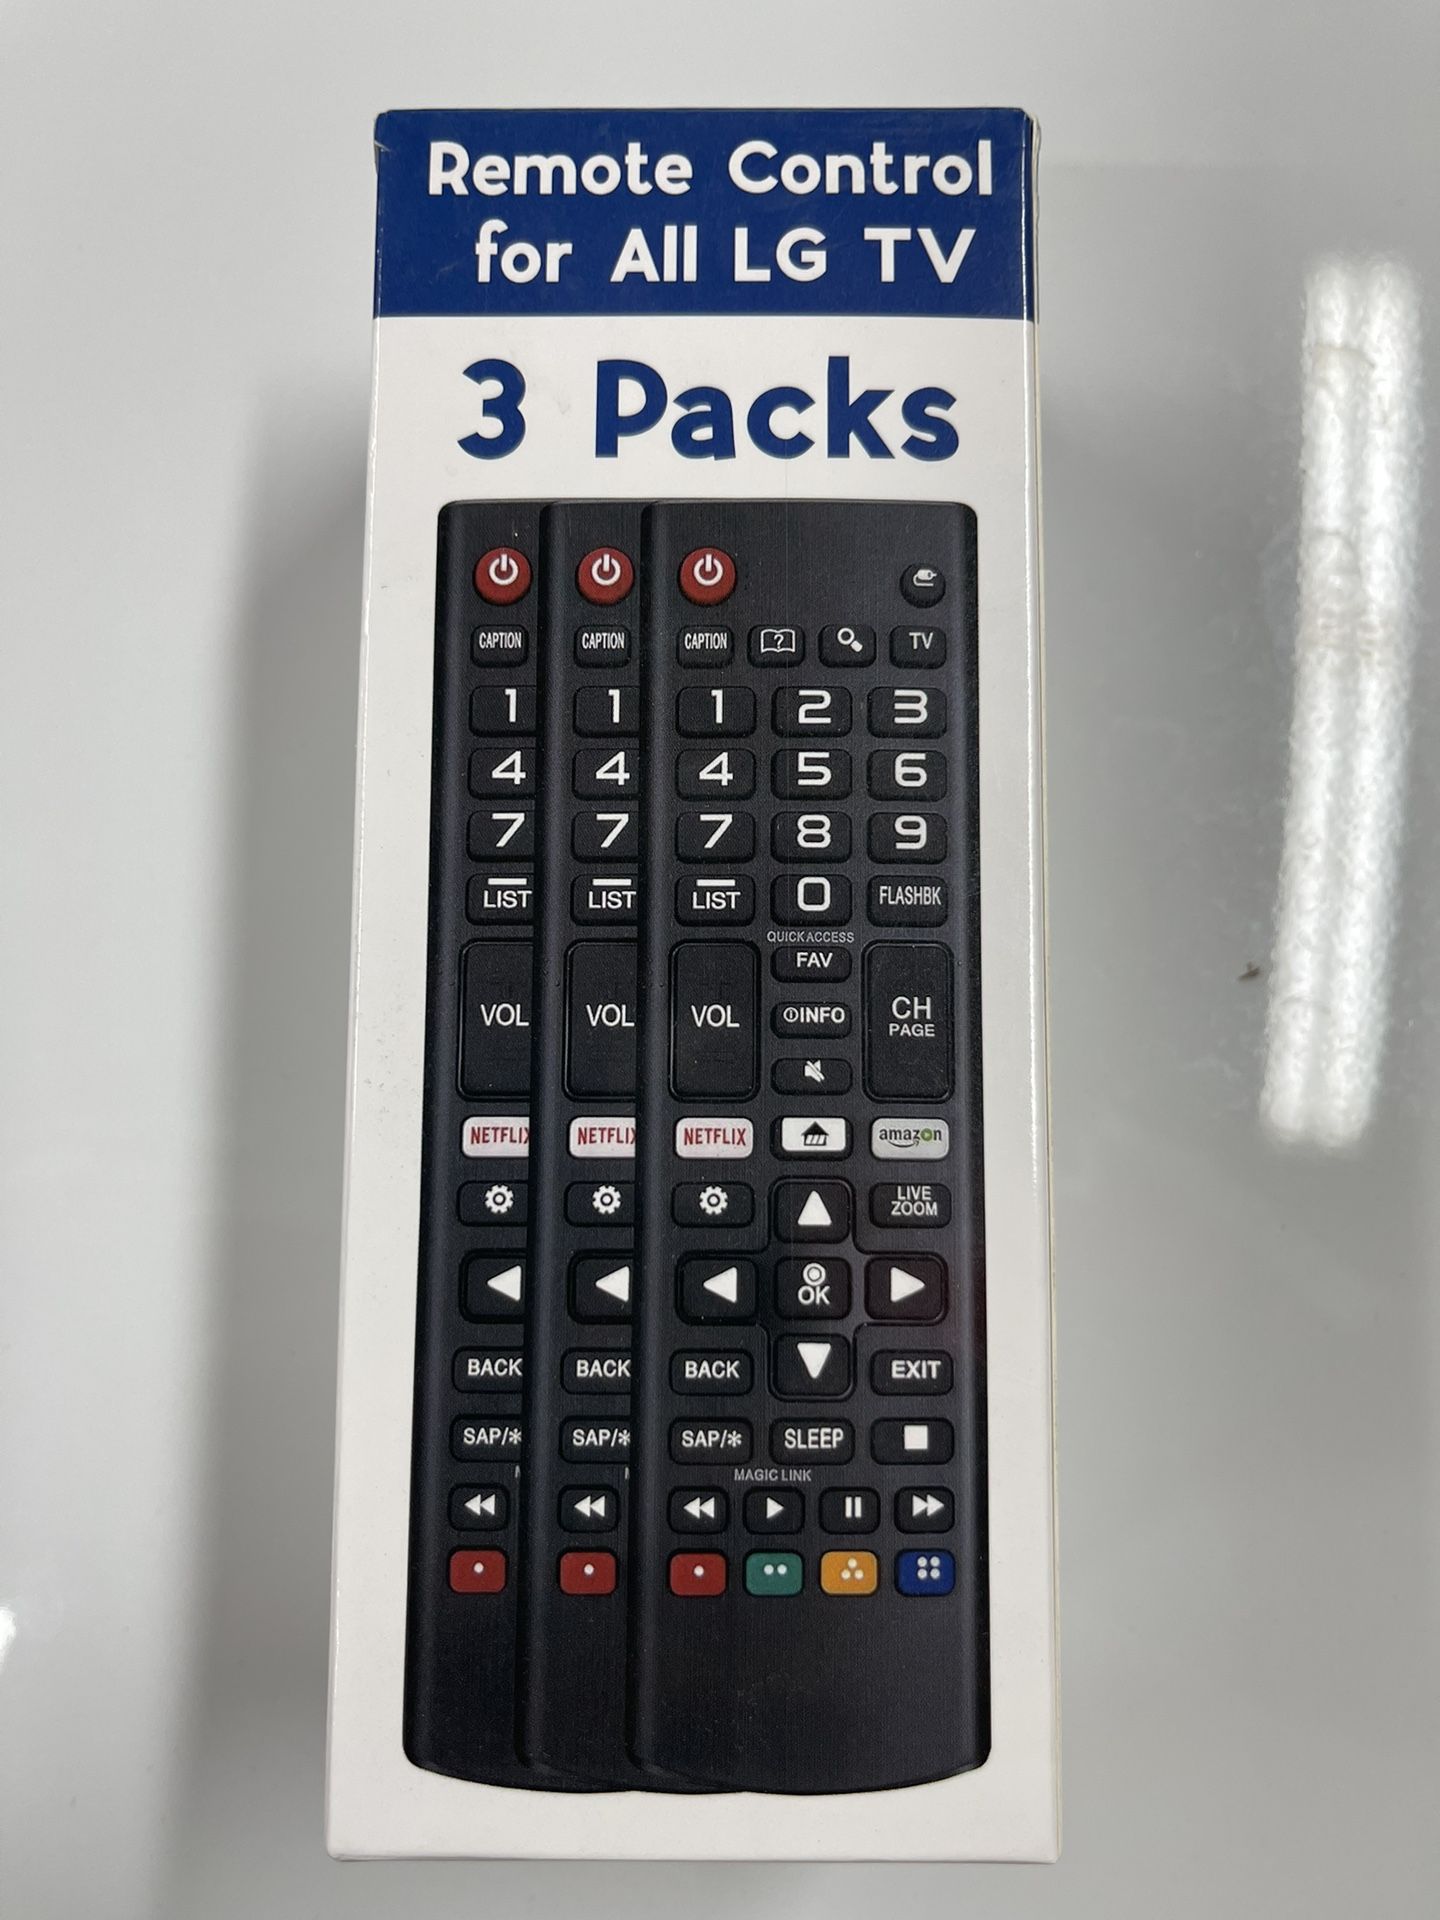 Remote Control
for All LG TV
3 Packs
CAPTION CAPTION CAPTION ? TV
1 1 1 2 3
4 4 4 5 6
7 7 7 8 9
LIST LIST LIST 0 FLASHBK
QUICK ACCESS
FAV
VOL VOL VOL INFO CH
PAGE
NETFLIX NETFLIX NETFLIX amazon
LIVE
ZOOM
OK
BACK BACK BACK EXIT
SAP/* SAP/* SAP/* SLEEP
MAGIC LINK